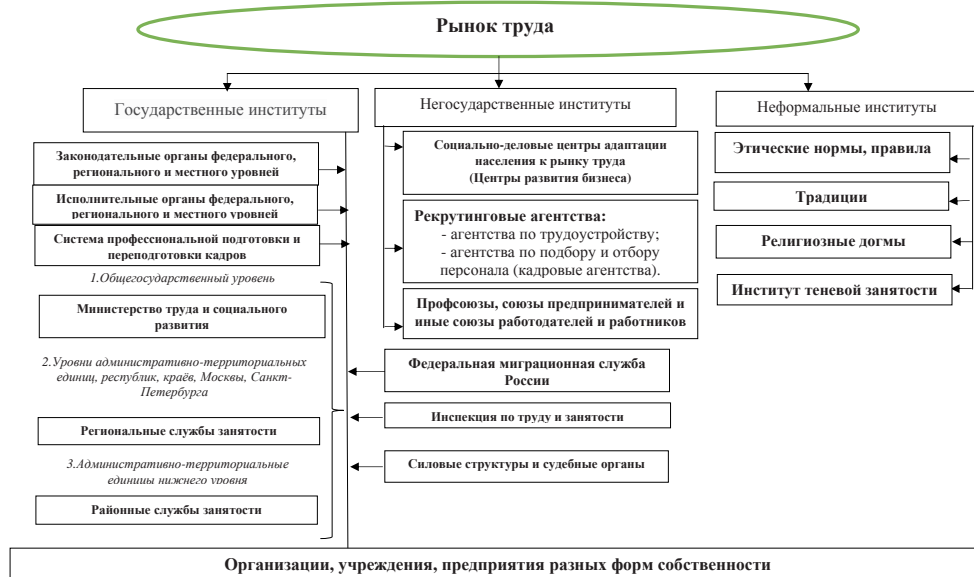 Рынок труда
Государственные институты
Негосударственные институты
Неформальные институты
Законодательные органы федерального,
регионального и местного уровней
Исполнительные органы федерального,
регионального и местного уровней
Система профессиональной подготовки и
переподготовки кадров
1.Общегосударственный уровень
Министерство труда и социального
развития
2.Уровни административно-территориальных
единиц, республик, краёв, Москвы, Санкт-
Петербурга
Региональные службы занятости
3.Административно-территориальные
единицы нижнего уровня
Районные службы занятости
Социально-деловые центры адаптации
населения к рынку труда
(Центры развития бизнеса)
Рекрутинговые агентства:
- агентства по трудоустройству;
- агентства по подбору и отбору
персонала (кадровые агентства).
Профсоюзы, союзы предпринимателей и
иные союзы работодателей и работников
Федеральная миграционная служба
России
Инспекция по труду и занятости
Силовые структуры и судебные органы
Этические нормы, правила
Традиции
Религиозные догмы
Институт теневой занятости
Организации, учреждения, предприятия разных форм собственности